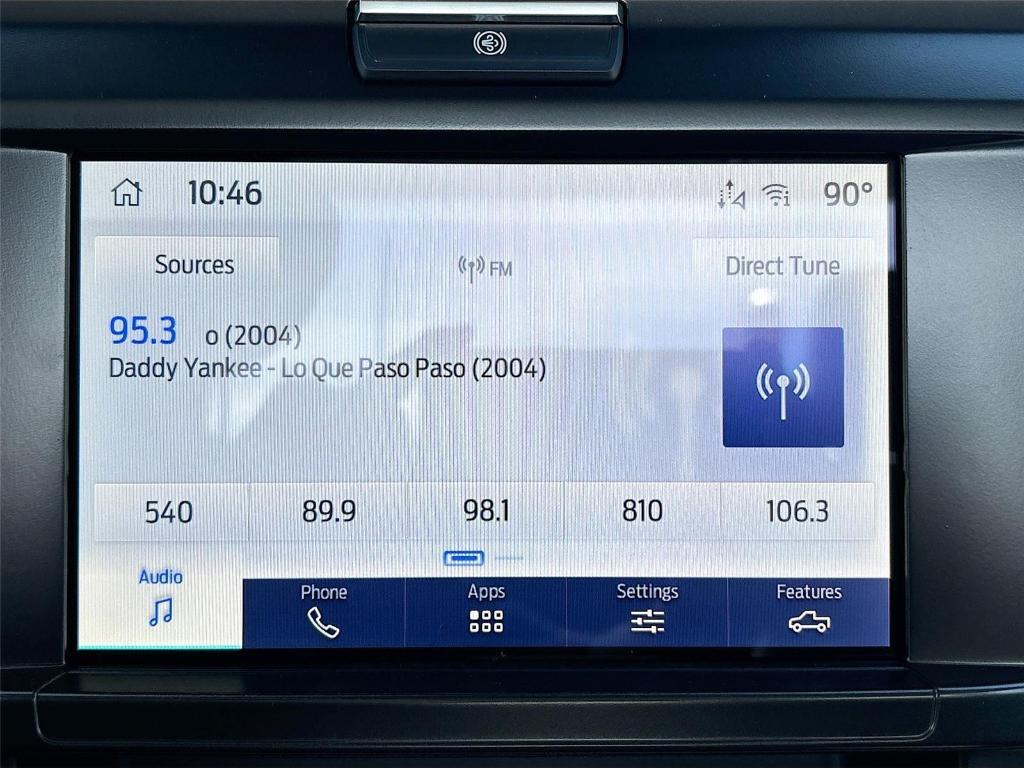 10:46
90°
Sources
FM
Direct Tune
95.3 o (2004)
Daddy Yankee - Lo Que Paso Paso (2004)
540 89.9 98.1 810 106.3
Audio Phone Apps Settings Features